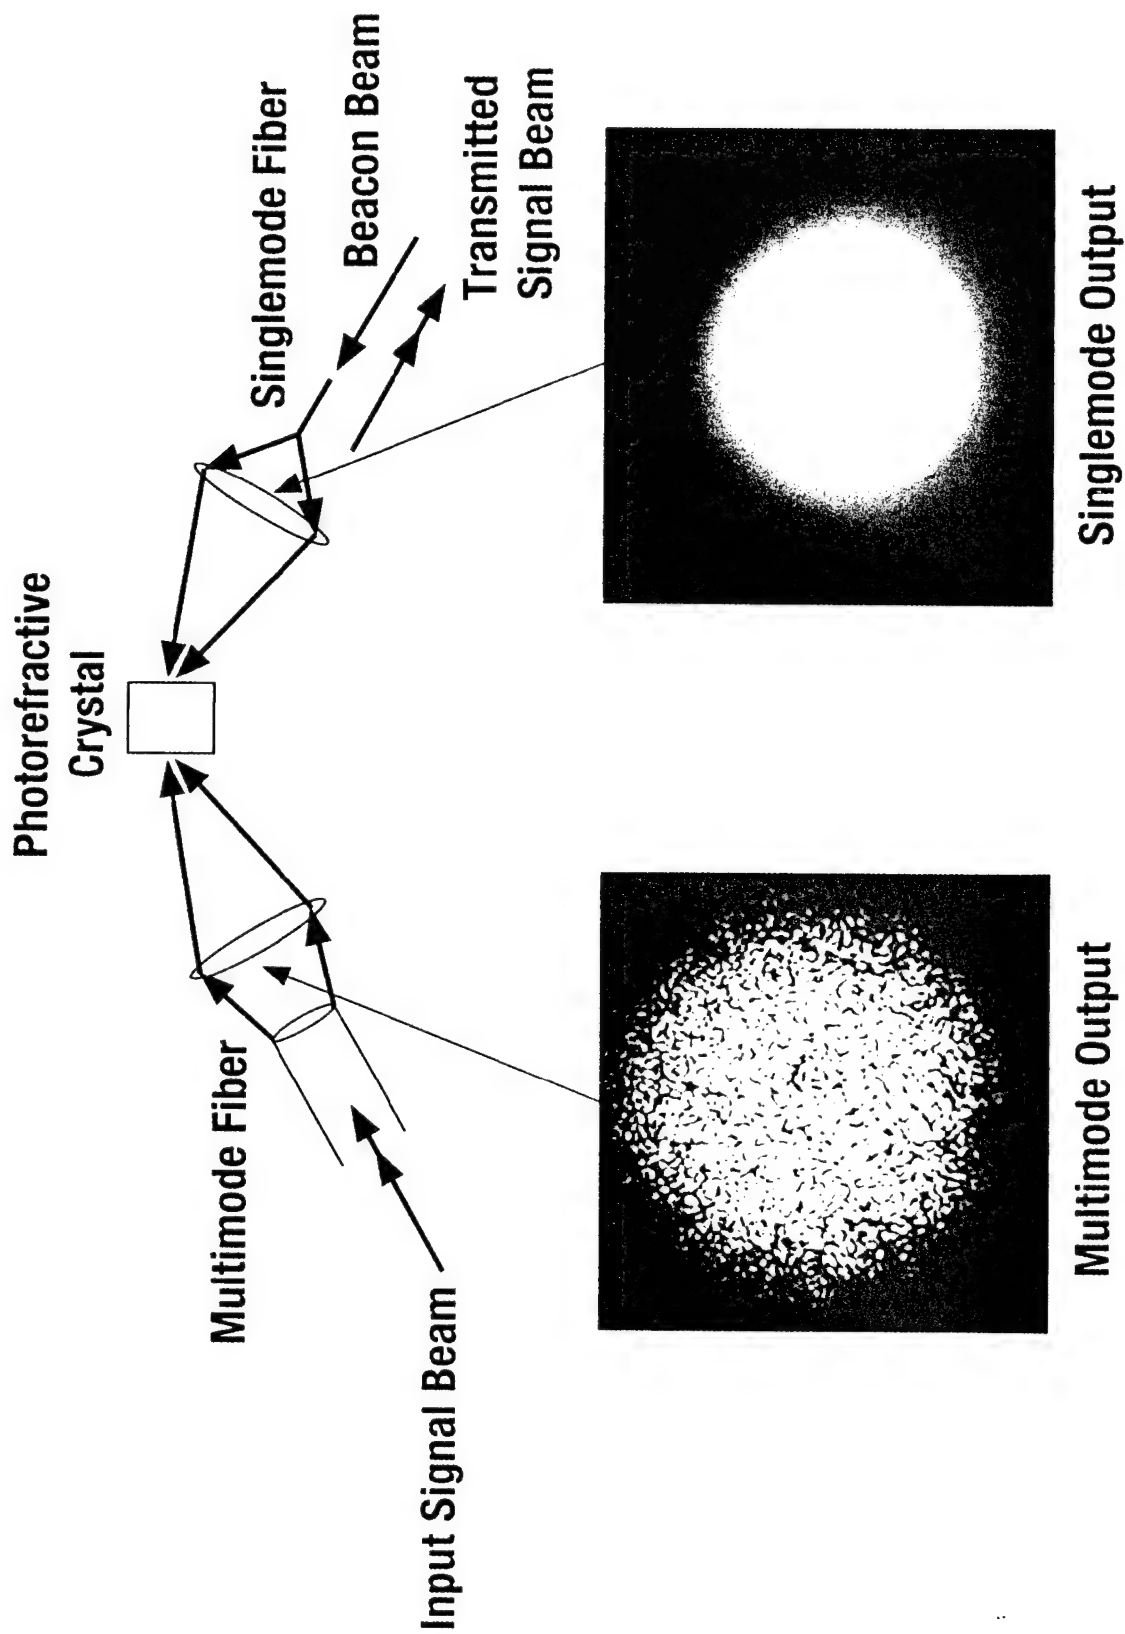 Photorefractive
Crystal
Multimode Fiber
Singlemode Fiber
Input Signal Beam
Beacon Beam
Transmitted
Signal Beam
Multimode Output
Singlemode Output